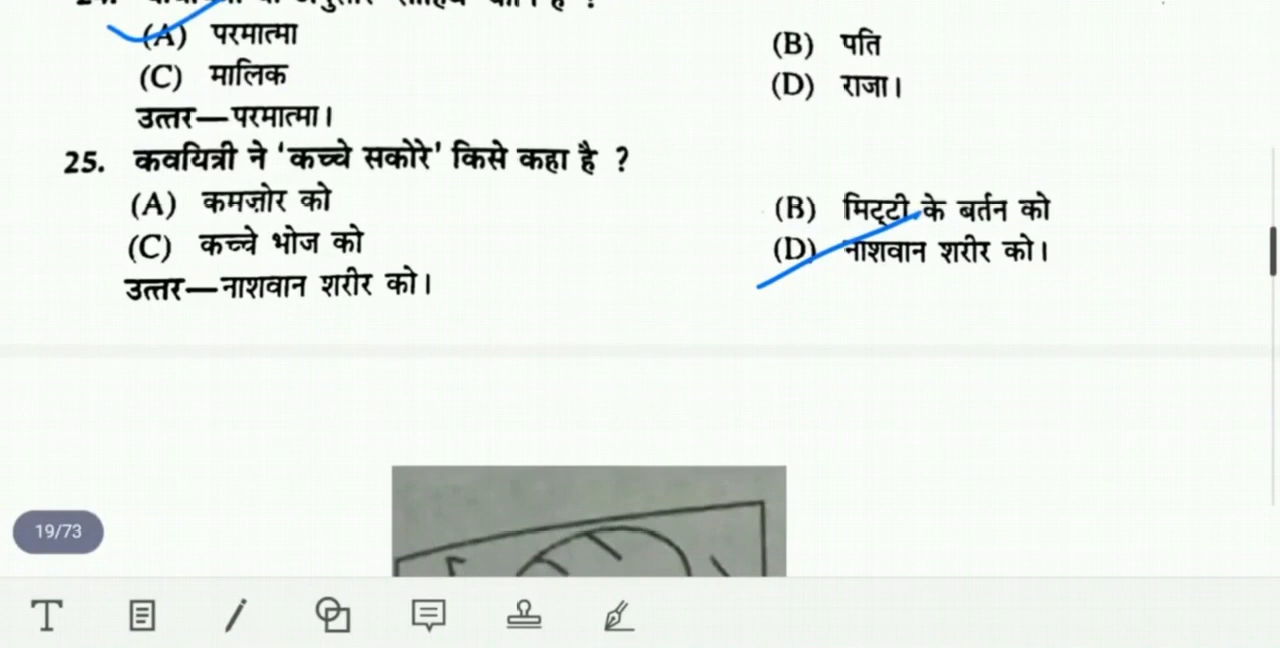 (A) परमात्मा
(B) पति
(C) मालिक
(D) राजा।
उत्तर—परमात्मा।
25. कवयित्री ने 'कच्चे सकोरे' किसे कहा है ?
(A) कमज़ोर को
(B) मिट्टी के बर्तन को
(C) कच्चे भोज को
(D) नाशवान शरीर को।
उत्तर—नाशवान शरीर को।
19/73
T